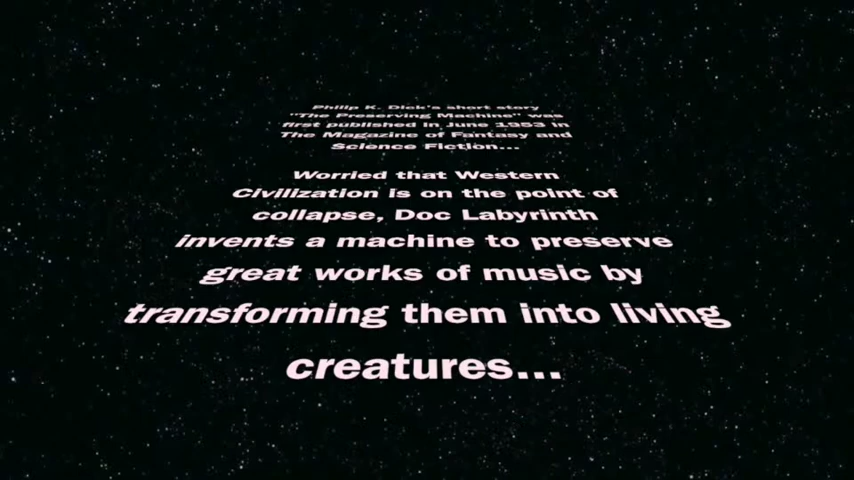 Philip K. Dick's short story
"The Preserving Machine" was
first published in June 1953 in
The Magazine of Fantasy and
Science Fiction...
Worried that Western
Civilization is on the point of
collapse, Doc Labyrinth
invents a machine to preserve
great works of music by
transforming them into living
creatures...